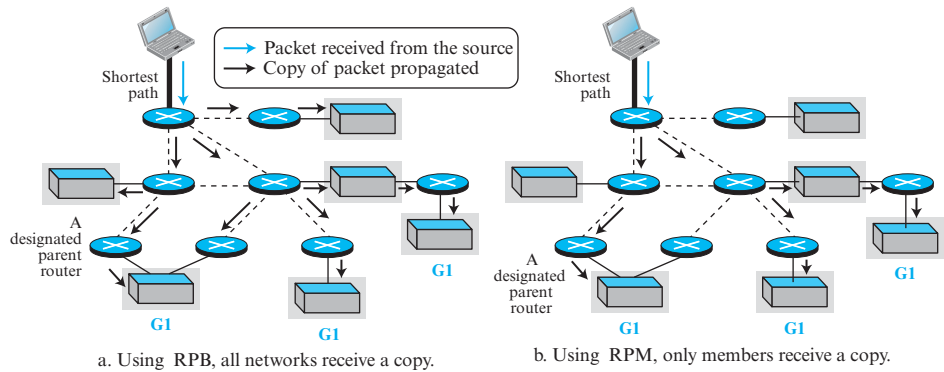 Packet received from the source
Copy of packet propagated
Shortest
path
A
designated
parent
router
G1
G1
G1
a. Using RPB, all networks receive a copy.
Shortest
path
A
designated
parent
router
G1
G1
G1
b. Using RPM, only members receive a copy.